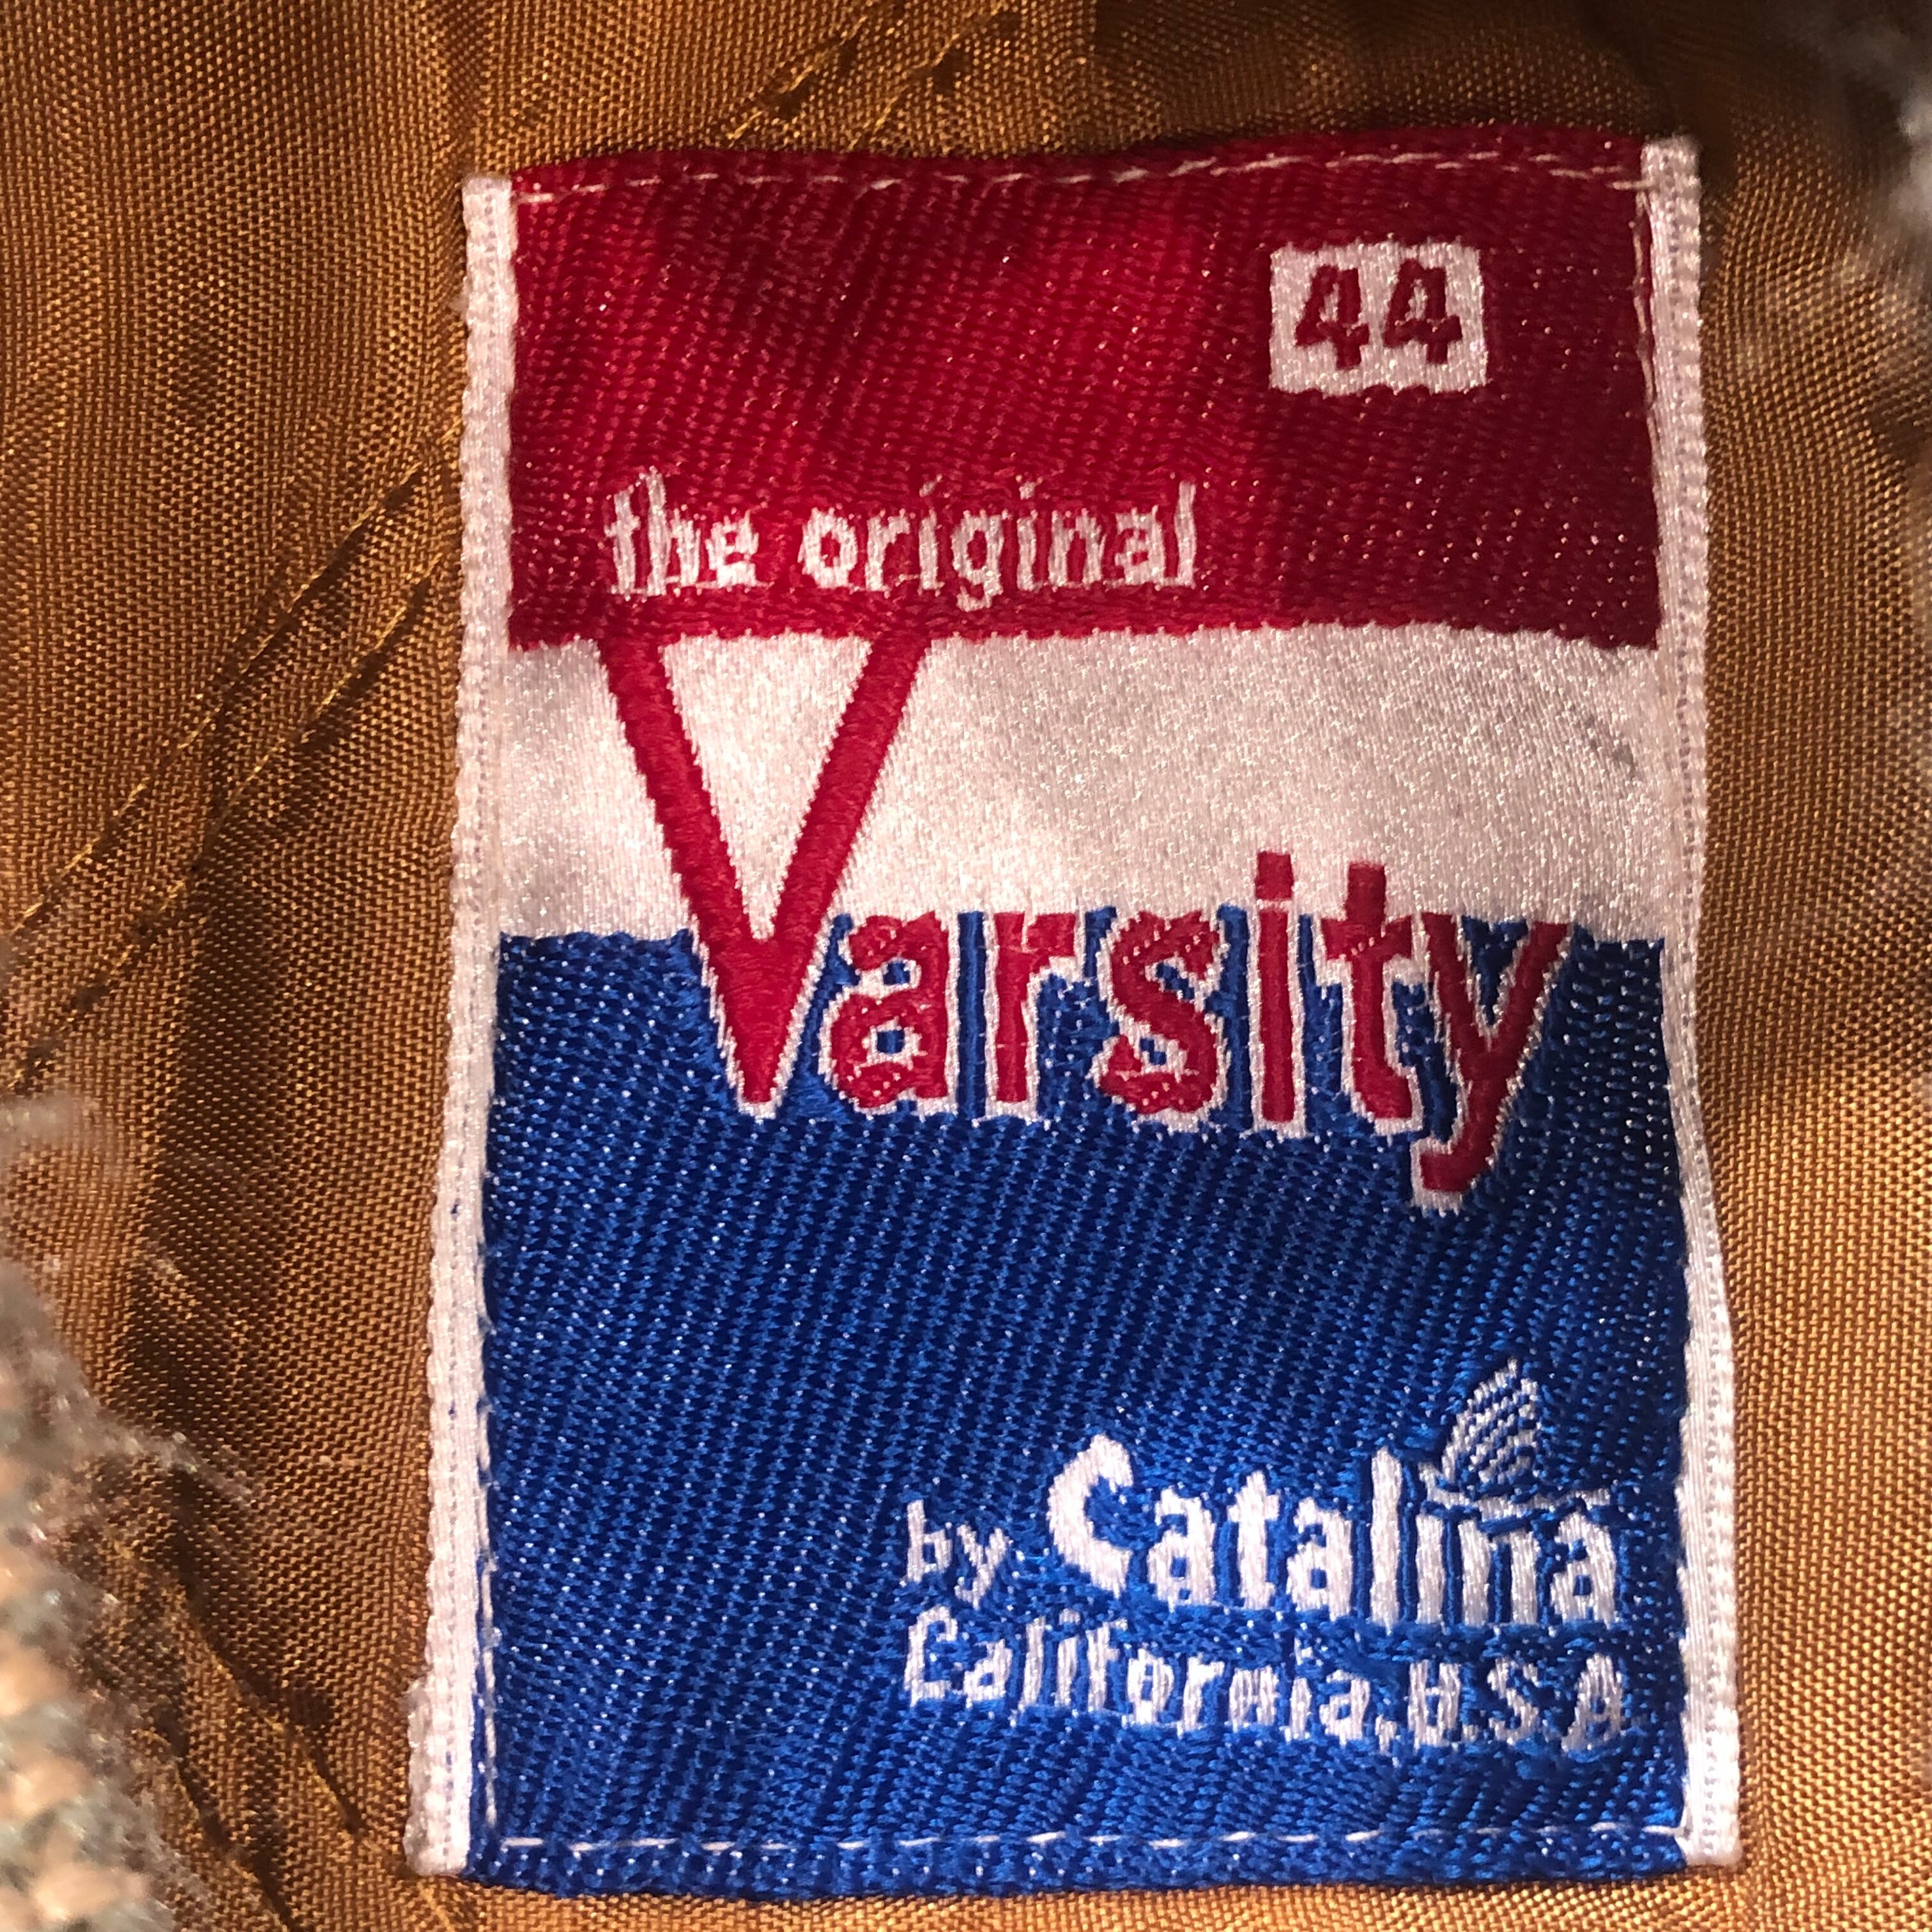 44
the original
Varsity
by Catalina
California, U.S.A.